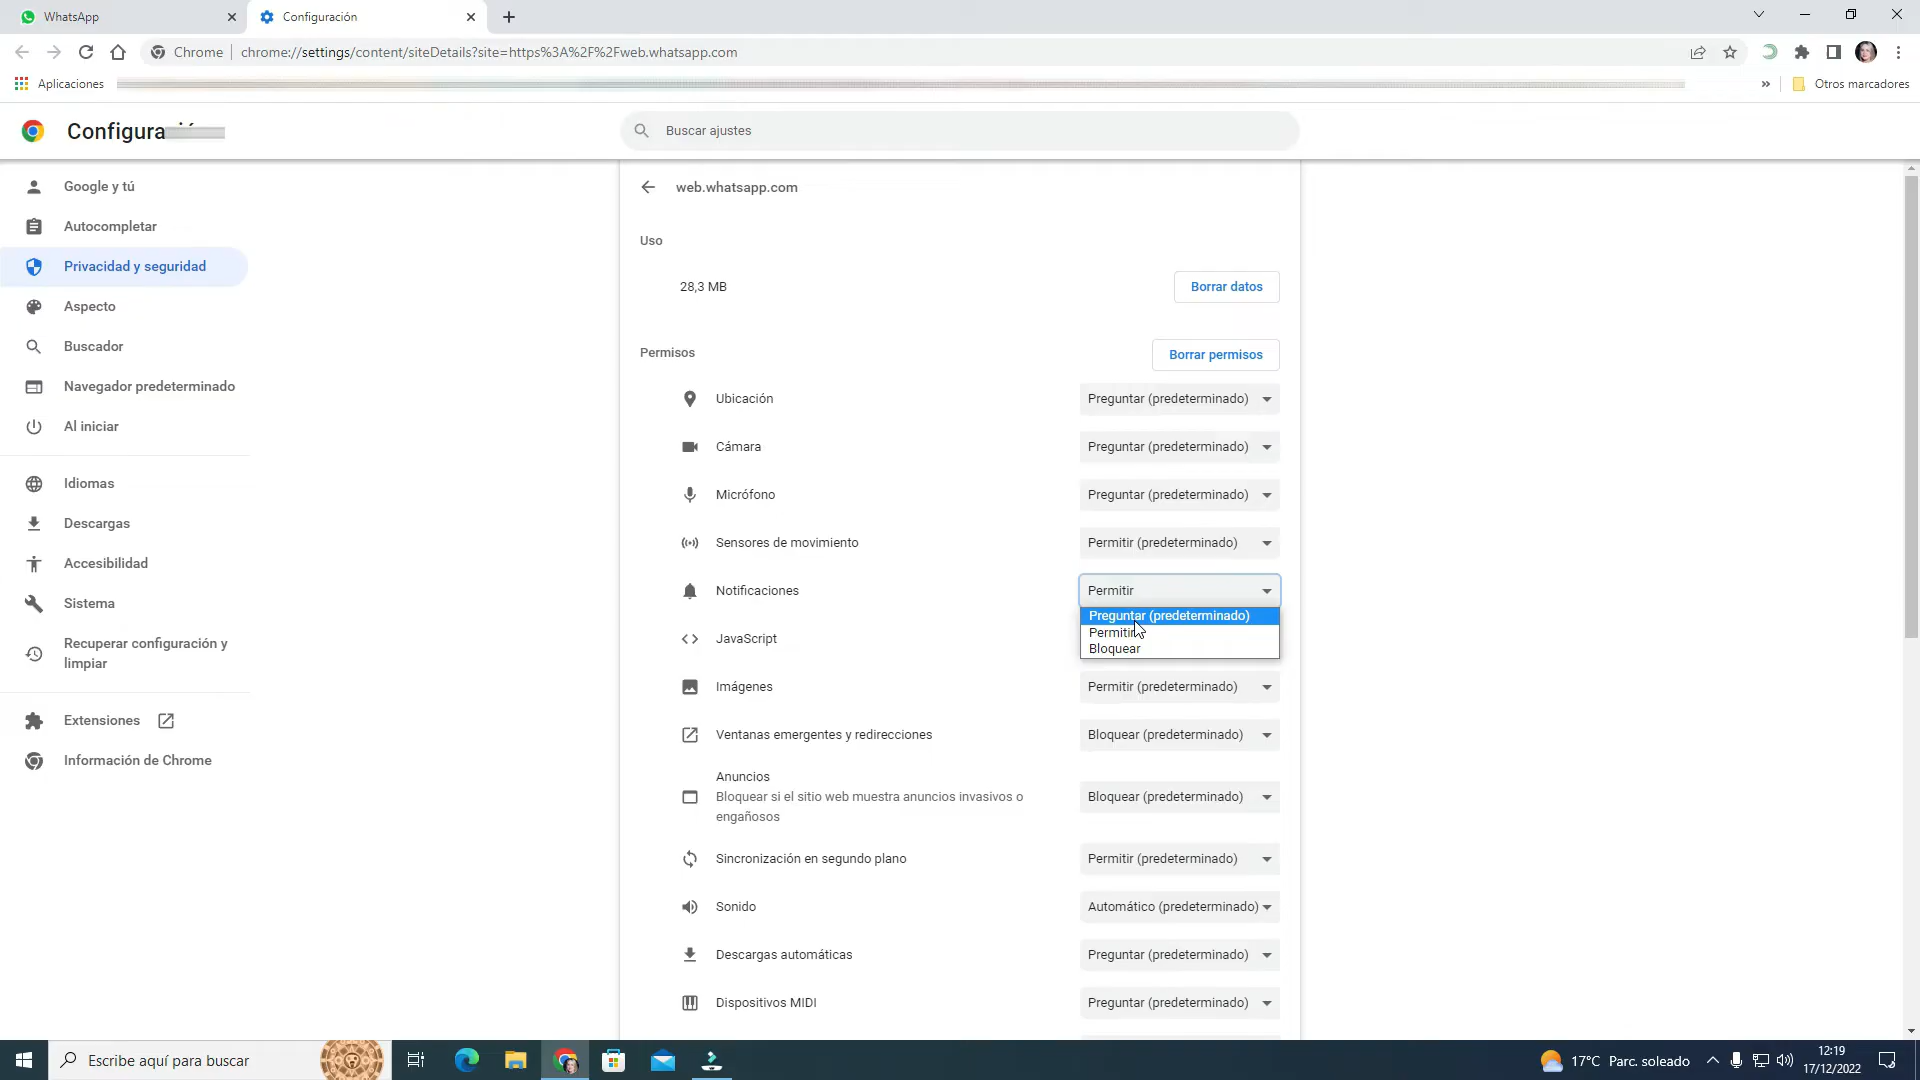 WhatsApp
Configuración
Chrome
chrome://settings/content/siteDetails?site=https%3A%2F%2Fweb.whatsapp.com
Aplicaciones
»
Otros marcadores
Configura
Buscar ajustes
Google y tú
Autocompletar
Privacidad y seguridad
Aspecto
Buscador
Navegador predeterminado
Al iniciar
Idiomas
Descargas
Accesibilidad
Sistema
Recuperar configuración y
limpiar
Extensiones
Información de Chrome
web.whatsapp.com
Uso
28,3 MB
Borrar datos
Permisos
Borrar permisos
Ubicación
Preguntar (predeterminado)
Cámara
Preguntar (predeterminado)
Micrófono
Preguntar (predeterminado)
Sensores de movimiento
Permitir (predeterminado)
Notificaciones
Permitir
Preguntar (predeterminado)
Permitir
Bloquear
JavaScript
Imágenes
Permitir (predeterminado)
Ventanas emergentes y redirecciones
Bloquear (predeterminado)
Anuncios
Bloquear si el sitio web muestra anuncios invasivos o
engañosos
Bloquear (predeterminado)
Sincronización en segundo plano
Permitir (predeterminado)
Sonido
Automático (predeterminado)
Descargas automáticas
Preguntar (predeterminado)
Dispositivos MIDI
Preguntar (predeterminado)
Escribe aquí para buscar
17°C Parc. soleado
12:19
17/12/2022